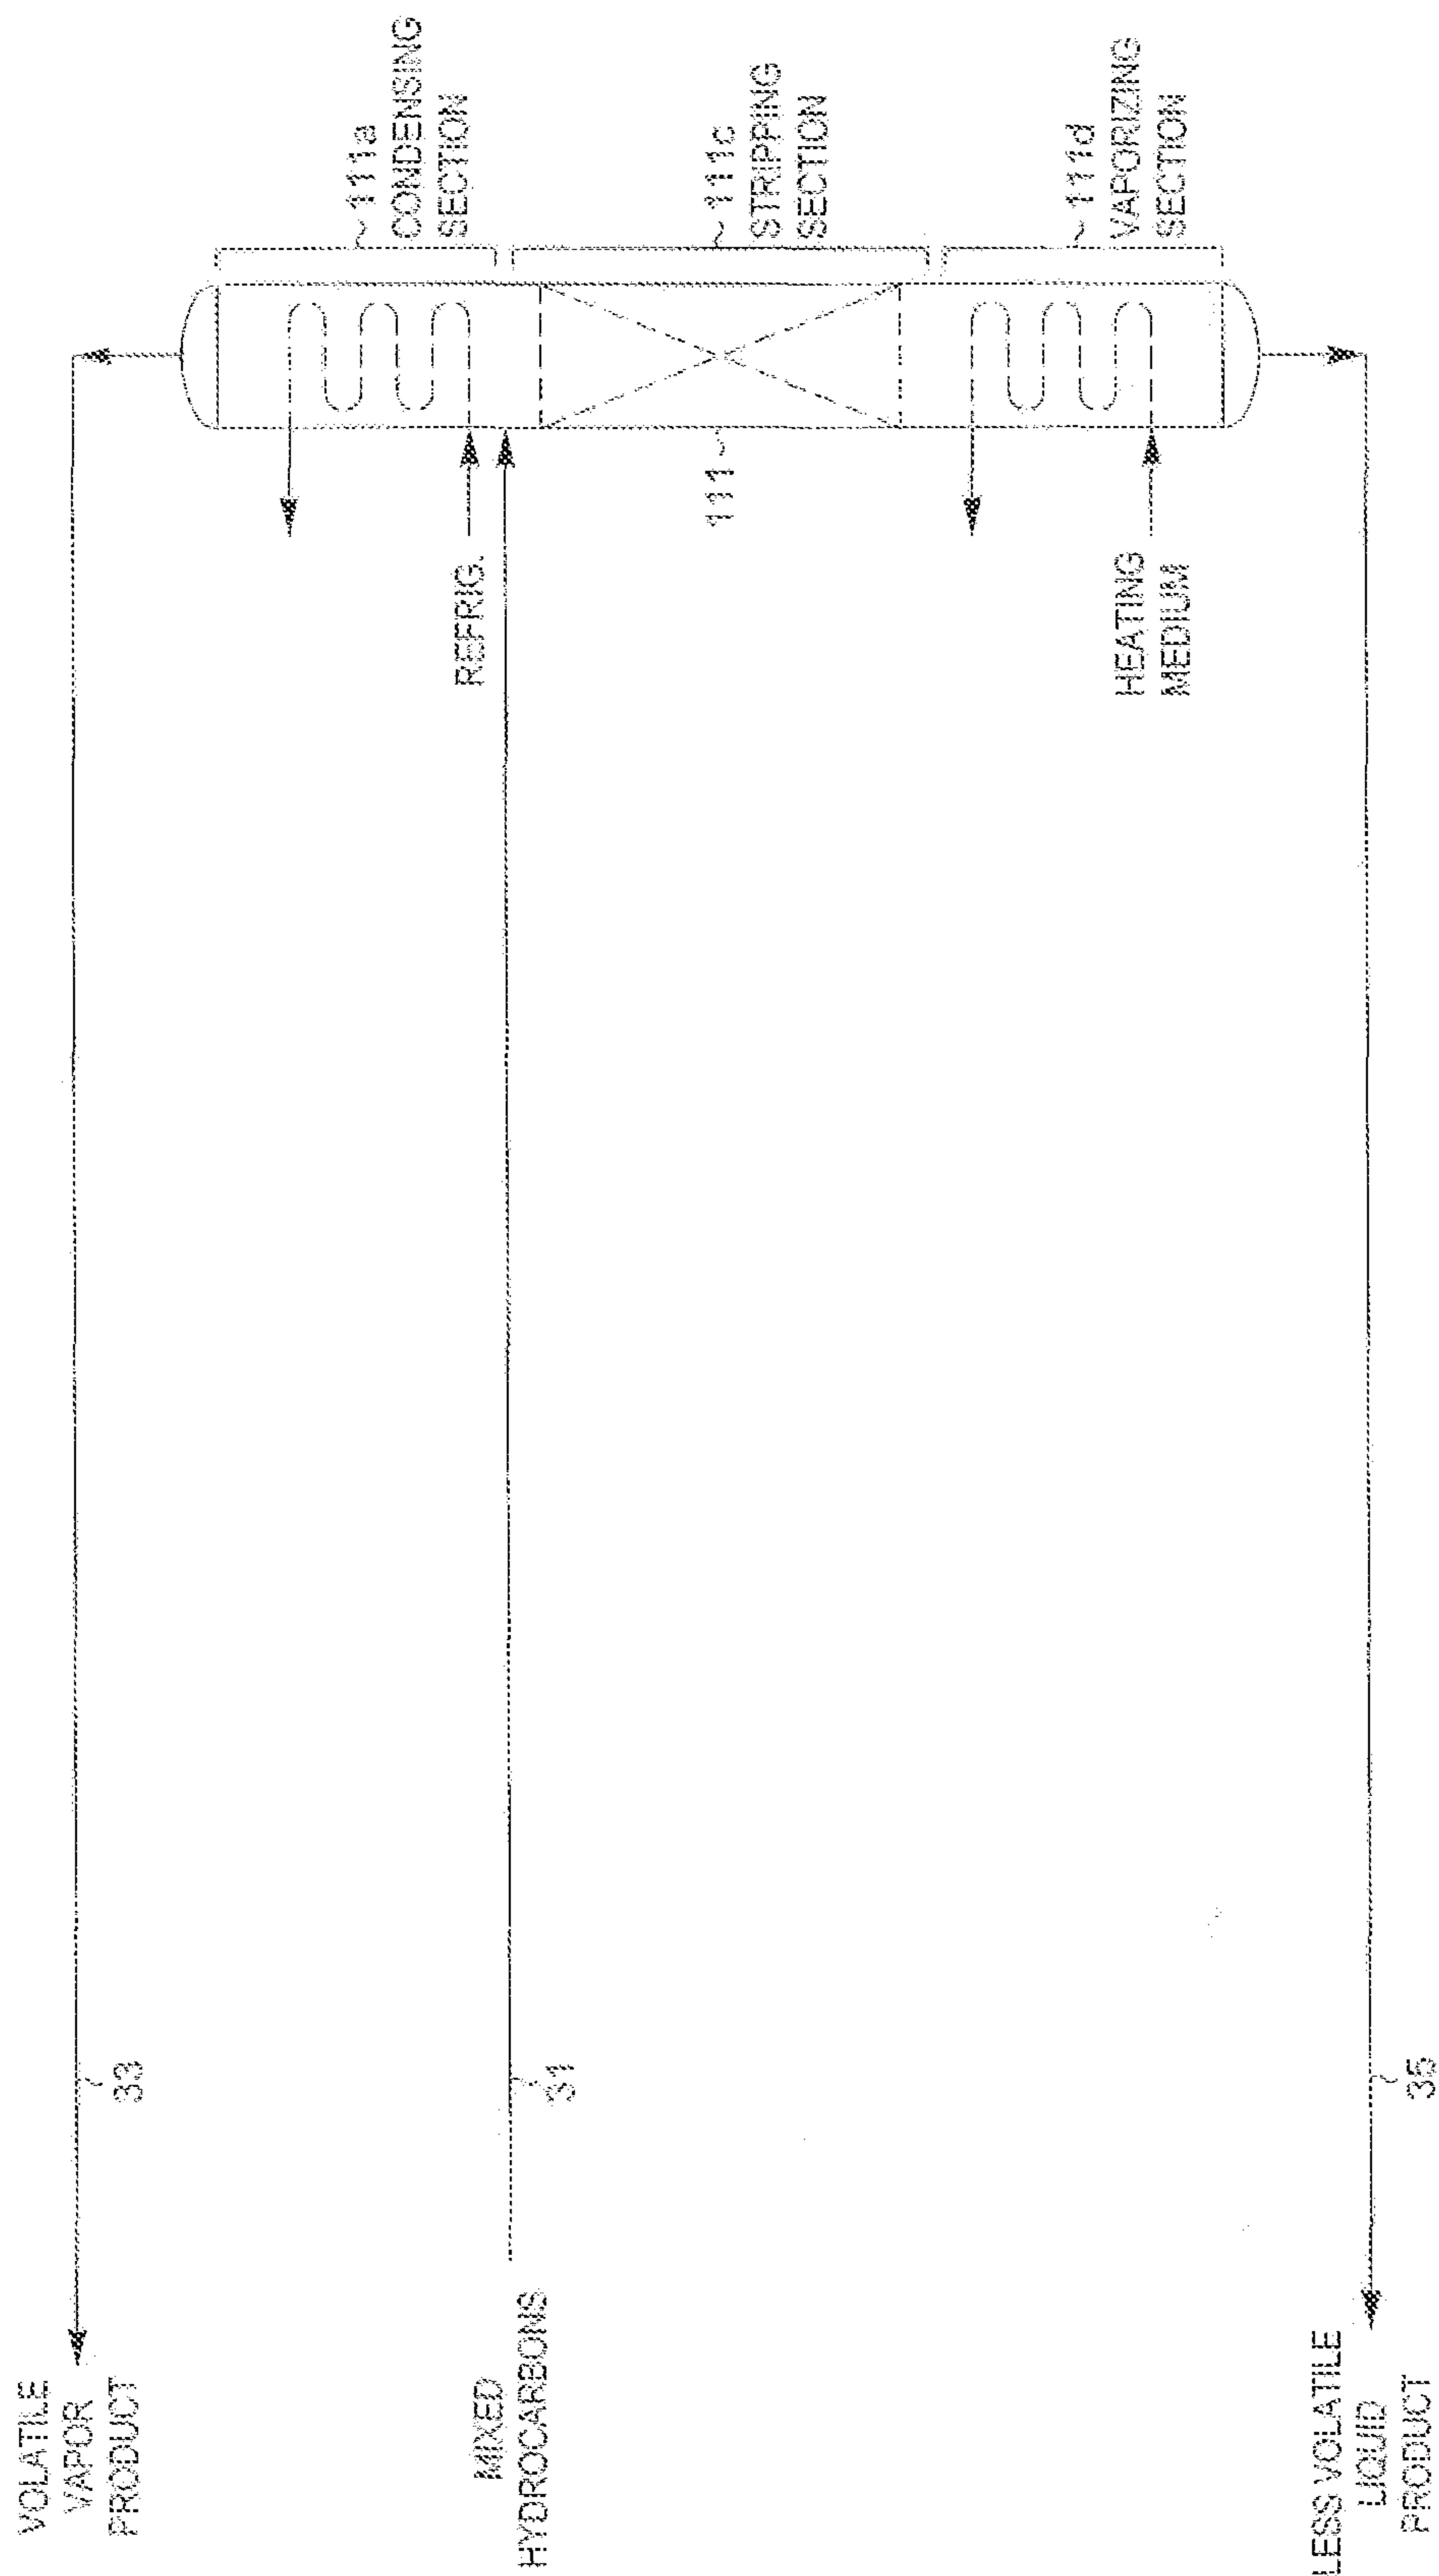 VOLATILE
VAPOR
PRODUCT
33
MIXED
HYDROCARBONS
31
REFRIG.
111a
CONDENSING
SECTION
111
111c
STRIPPING
SECTION
HEATING
MEDIUM
111d
VAPORIZING
SECTION
LESS VOLATILE
LIQUID
PRODUCT
35